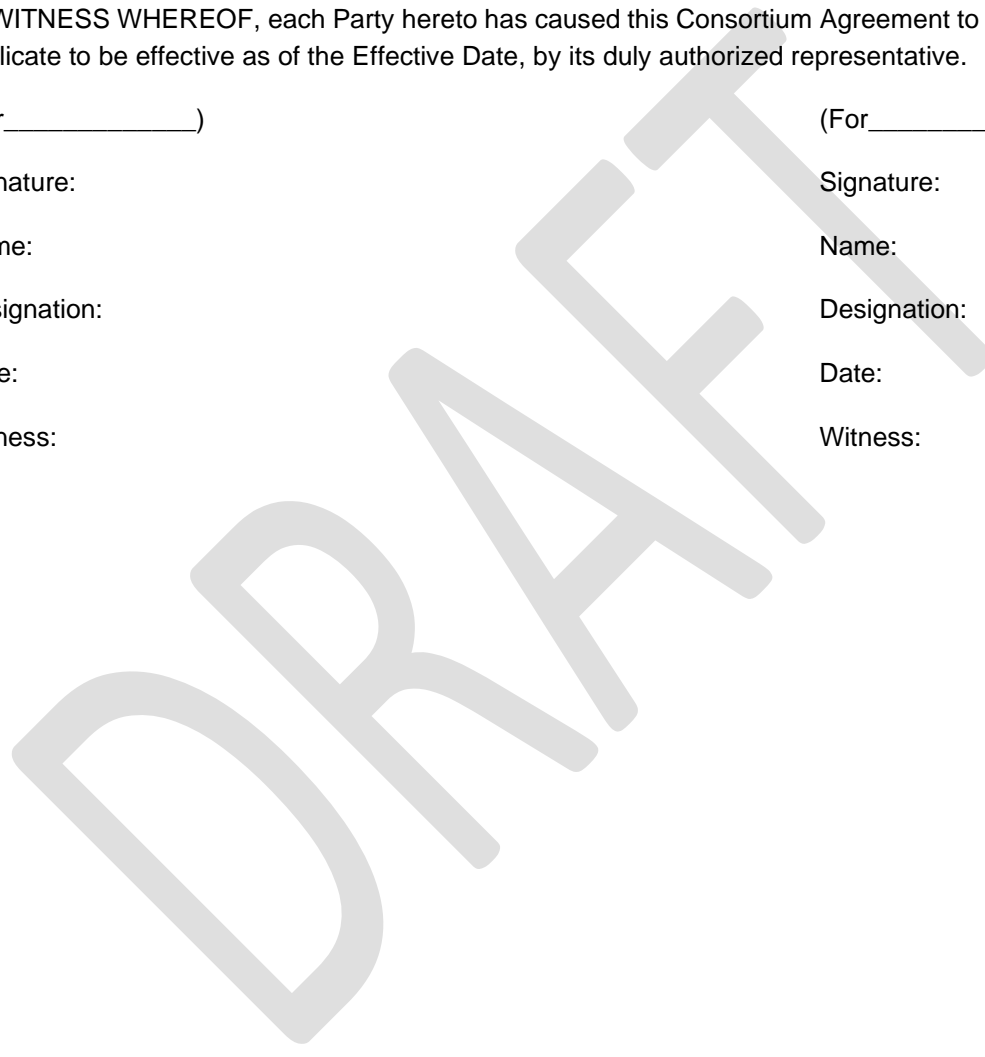 WITNESS WHEREOF, each Party hereto has caused this Consortium Agreement to
licate to be effective as of the Effective Date, by its duly authorized representative.
r_____________) (For________
nature: Signature:
me: Name:
signation: Designation:
e: Date:
ness: Witness:
DRAFT